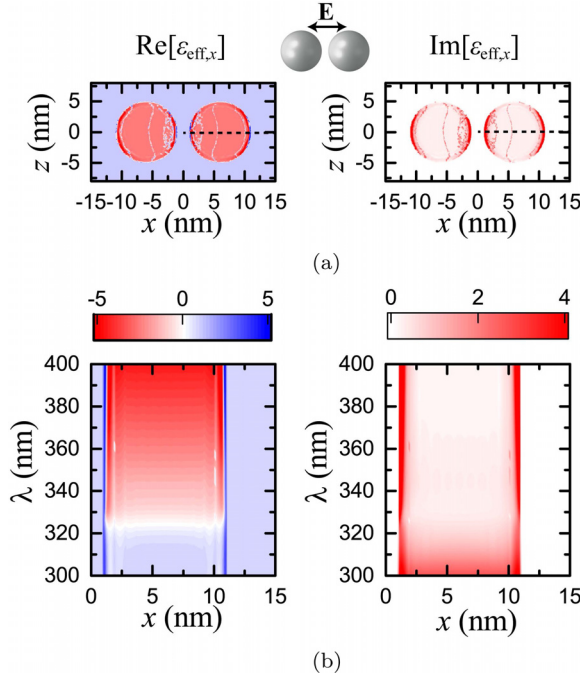 E
Re[εeff,x] Im[εeff,x]
z (nm) 5 0 -5 z (nm) 5 0 -5
-15-10 -5 0 5 10 15 -15-10 -5 0 5 10 15
x (nm) x (nm)
(a)
-5 0 5 0 2 4
400 400
380 380
360 360
λ (nm) 340 λ (nm) 340
320 320
300 300
0 5 10 15 0 5 10 15
x (nm) x (nm)
(b)